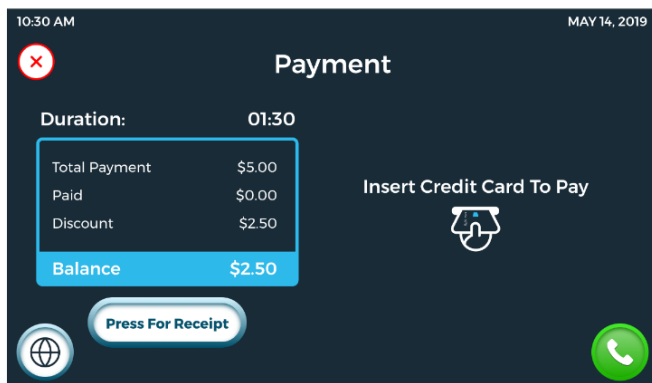 10:30 AM MAY 14, 2019
Payment
Duration: 01:30
Total Payment $5.00
Paid $0.00
Discount $2.50
Balance $2.50
Insert Credit Card To Pay
Press For Receipt